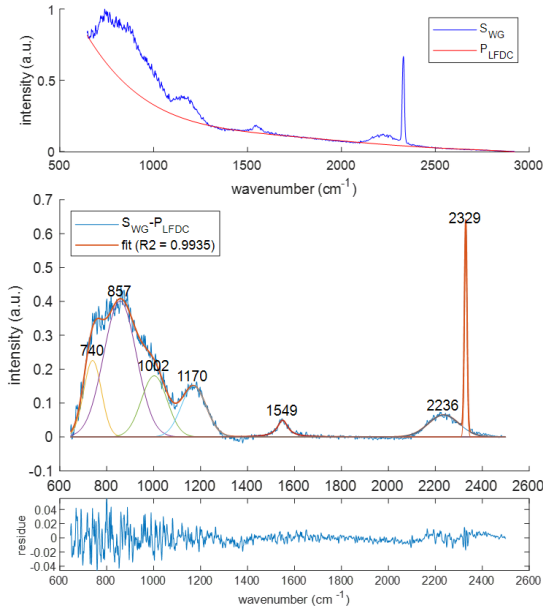 S_WG
P_LFDC
1
0.5
0
intensity (a.u.)
500 1000 1500 2000 2500 3000
wavenumber (cm⁻¹)
0.7
0.6
0.5
0.4
0.3
0.2
0.1
0
-0.1
intensity (a.u.)
S_WG-P_LFDC
fit (R2 = 0.9935)
2329
857
740
1002
1170
1549
2236
600 800 1000 1200 1400 1600 1800 2000 2200 2400 2600
0.04
0.02
0
-0.02
-0.04
residue
600 800 1000 1200 1400 1600 1800 2000 2200 2400 2600
wavenumber (cm⁻¹)